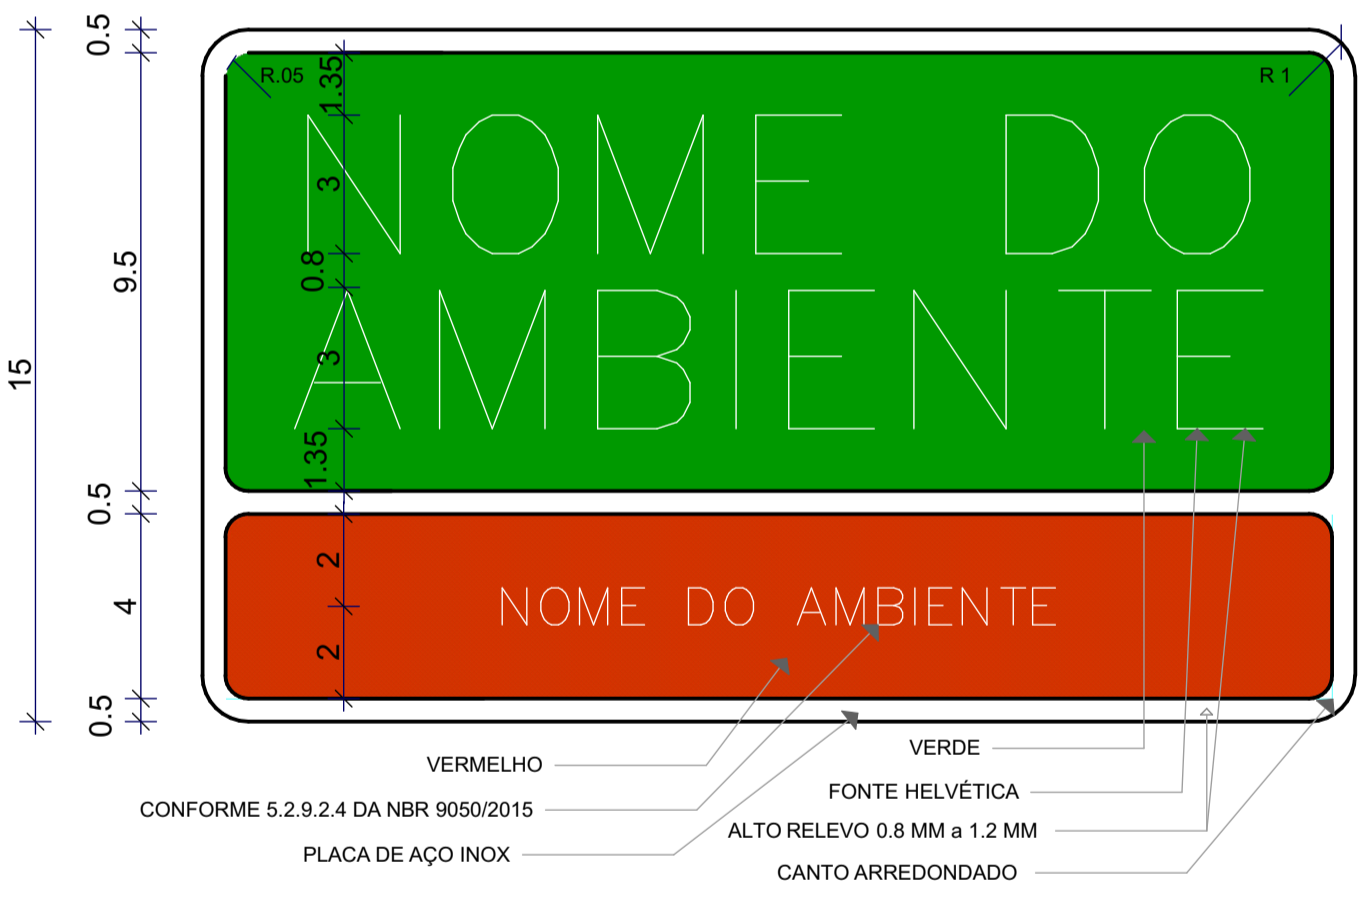 0.5
R.05
1.35
R 1
NOME DO
3
9.5
0.8
15
AMBIENTE
3
1.35
0.5
2
4
NOME DO AMBIENTE
2
0.5
VERMELHO
VERDE
CONFORME 5.2.9.2.4 DA NBR 9050/2015
FONTE HELVÉTICA
PLACA DE AÇO INOX
ALTO RELEVO 0.8 MM a 1.2 MM
CANTO ARREDONDADO